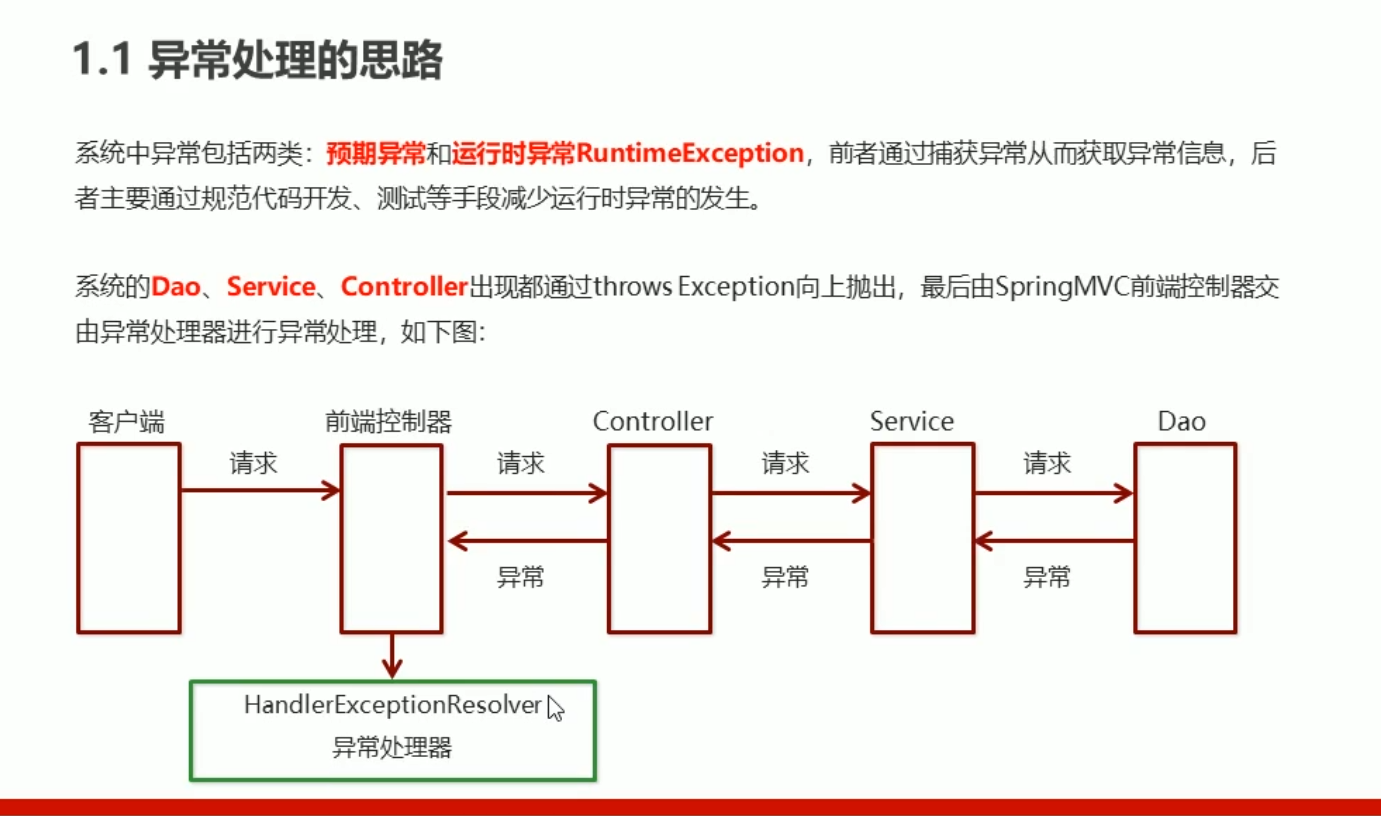 1.1 异常处理的思路
系统中异常包括两类：预期异常和运行时异常RuntimeException，前者通过捕获异常从而获取异常信息，后
者主要通过规范代码开发、测试等手段减少运行时异常的发生。
系统的Dao、Service、Controller出现都通过throws Exception向上抛出，最后由SpringMVC前端控制器交
由异常处理器进行异常处理，如下图：
客户端 前端控制器 Controller Service Dao
请求 请求 请求 请求
异常 异常 异常
HandlerExceptionResolver
异常处理器